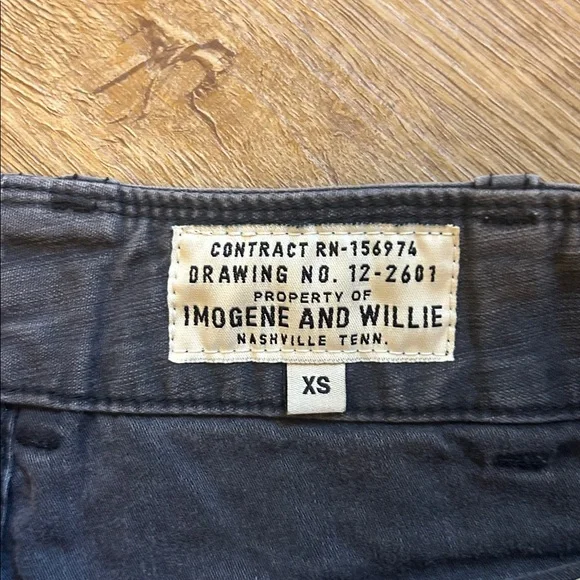 CONTRACT RN-156974
DRAWING NO. 12-2601
PROPERTY OF
IMOGENE AND WILLIE
NASHVILLE TENN.
XS